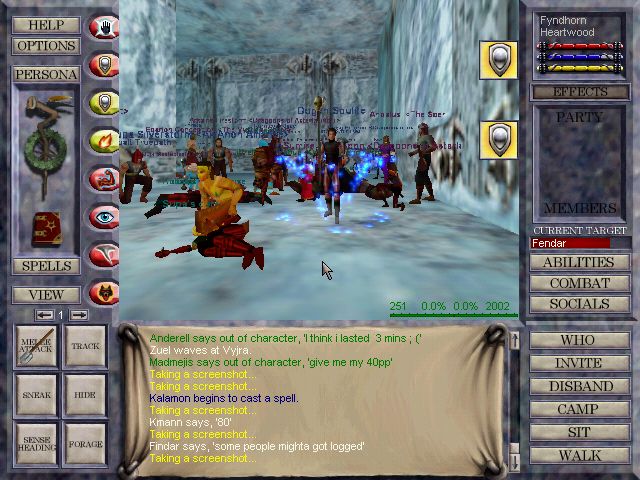 HELP
OPTIONS
PERSONA
SPELLS
VIEW
1
MELEE ATTACK
TRACK
SNEAK
HIDE
SENSE HEADING
FORAGE
<The
251 0.0% 0.0% 2002
Anderell says out of character, 'I think i lasted 3 mins ; ('
Zuel waves at Vyjra.
Madmejis says out of character, 'give me my 40pp'
Taking a screenshot...
Taking a screenshot...
Kalamon begins to cast a spell.
Taking a screenshot...
Kmann says, '80'
Taking a screenshot...
Findar says, 'some people mighta got logged'
Taking a screenshot...
Fyndhorn
Heartwood
EFFECTS
PARTY
MEMBERS
CURRENT TARGET
Fendar
ABILITIES
COMBAT
SOCIALS
WHO
INVITE
DISBAND
CAMP
SIT
WALK